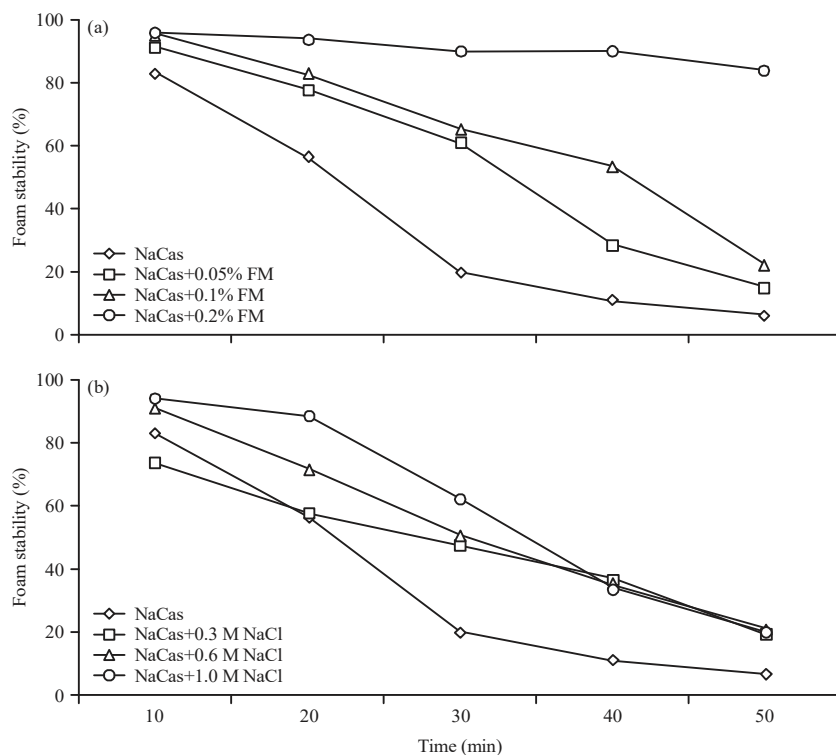 (a)
Foam stability (%)
100
80
60
40
20
0
NaCas
NaCas+0.05% FM
NaCas+0.1% FM
NaCas+0.2% FM
(b)
Foam stability (%)
100
80
60
40
20
0
NaCas
NaCas+0.3 M NaCl
NaCas+0.6 M NaCl
NaCas+1.0 M NaCl
10 20 30 40 50
Time (min)